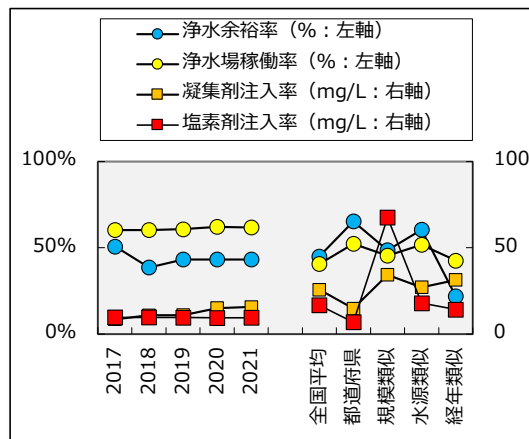 浄水余裕率（%：左軸）
浄水場稼働率（%：左軸）
凝集剤注入率（mg/L：右軸）
塩素剤注入率（mg/L：右軸）
100% 100
50% 50
0% 0
2017 2018 2019 2020 2021 全国平均 都道府県 規模類似 水源類似 経年類似